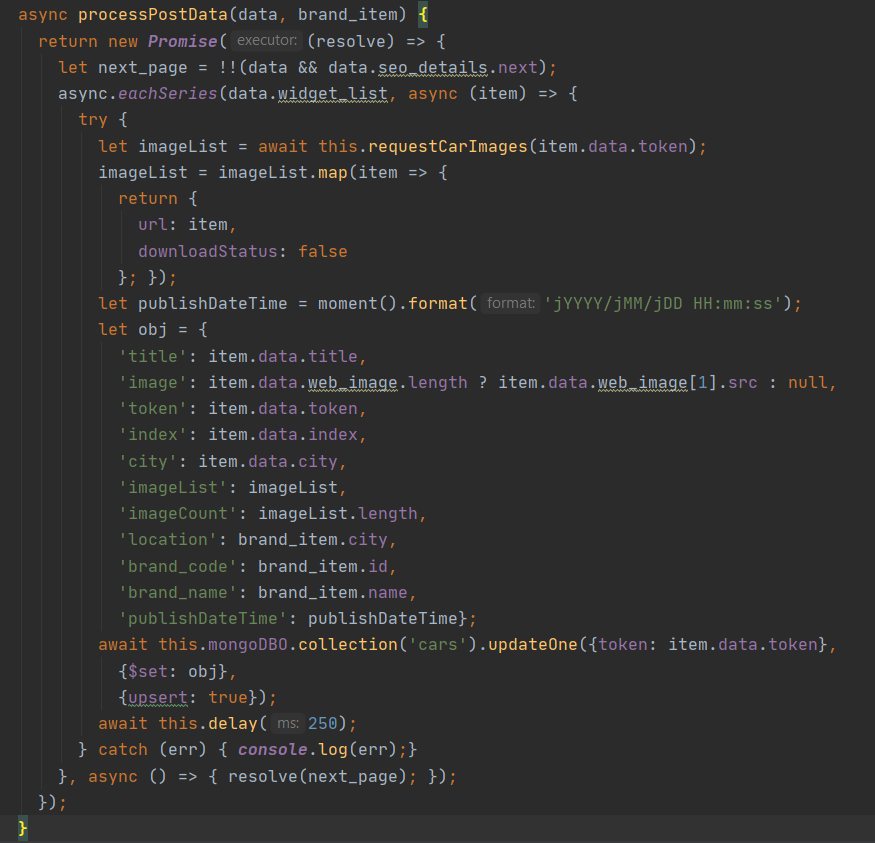 async processPostData(data, brand_item) {
return new Promise( executor: (resolve) => {
let next_page = !!(data && data.seo_details.next);
async.eachSeries(data.widget_list, async (item) => {
try {
let imageList = await this.requestCarImages(item.data.token);
imageList = imageList.map(item => {
return {
url: item,
downloadStatus: false
}; });
let publishDateTime = moment().format( format: 'jYYYY/jMM/jDD HH:mm:ss');
let obj = {
'title': item.data.title,
'image': item.data.web_image.length ? item.data.web_image[1].src : null,
'token': item.data.token,
'index': item.data.index,
'city': item.data.city,
'imageList': imageList,
'imageCount': imageList.length,
'location': brand_item.city,
'brand_code': brand_item.id,
'brand_name': brand_item.name,
'publishDateTime': publishDateTime};
await this.mongoDBO.collection('cars').updateOne({token: item.data.token},
{$set: obj},
{upsert: true});
await this.delay( ms: 250);
} catch (err) { console.log(err);}
}, async () => { resolve(next_page); });
});
}